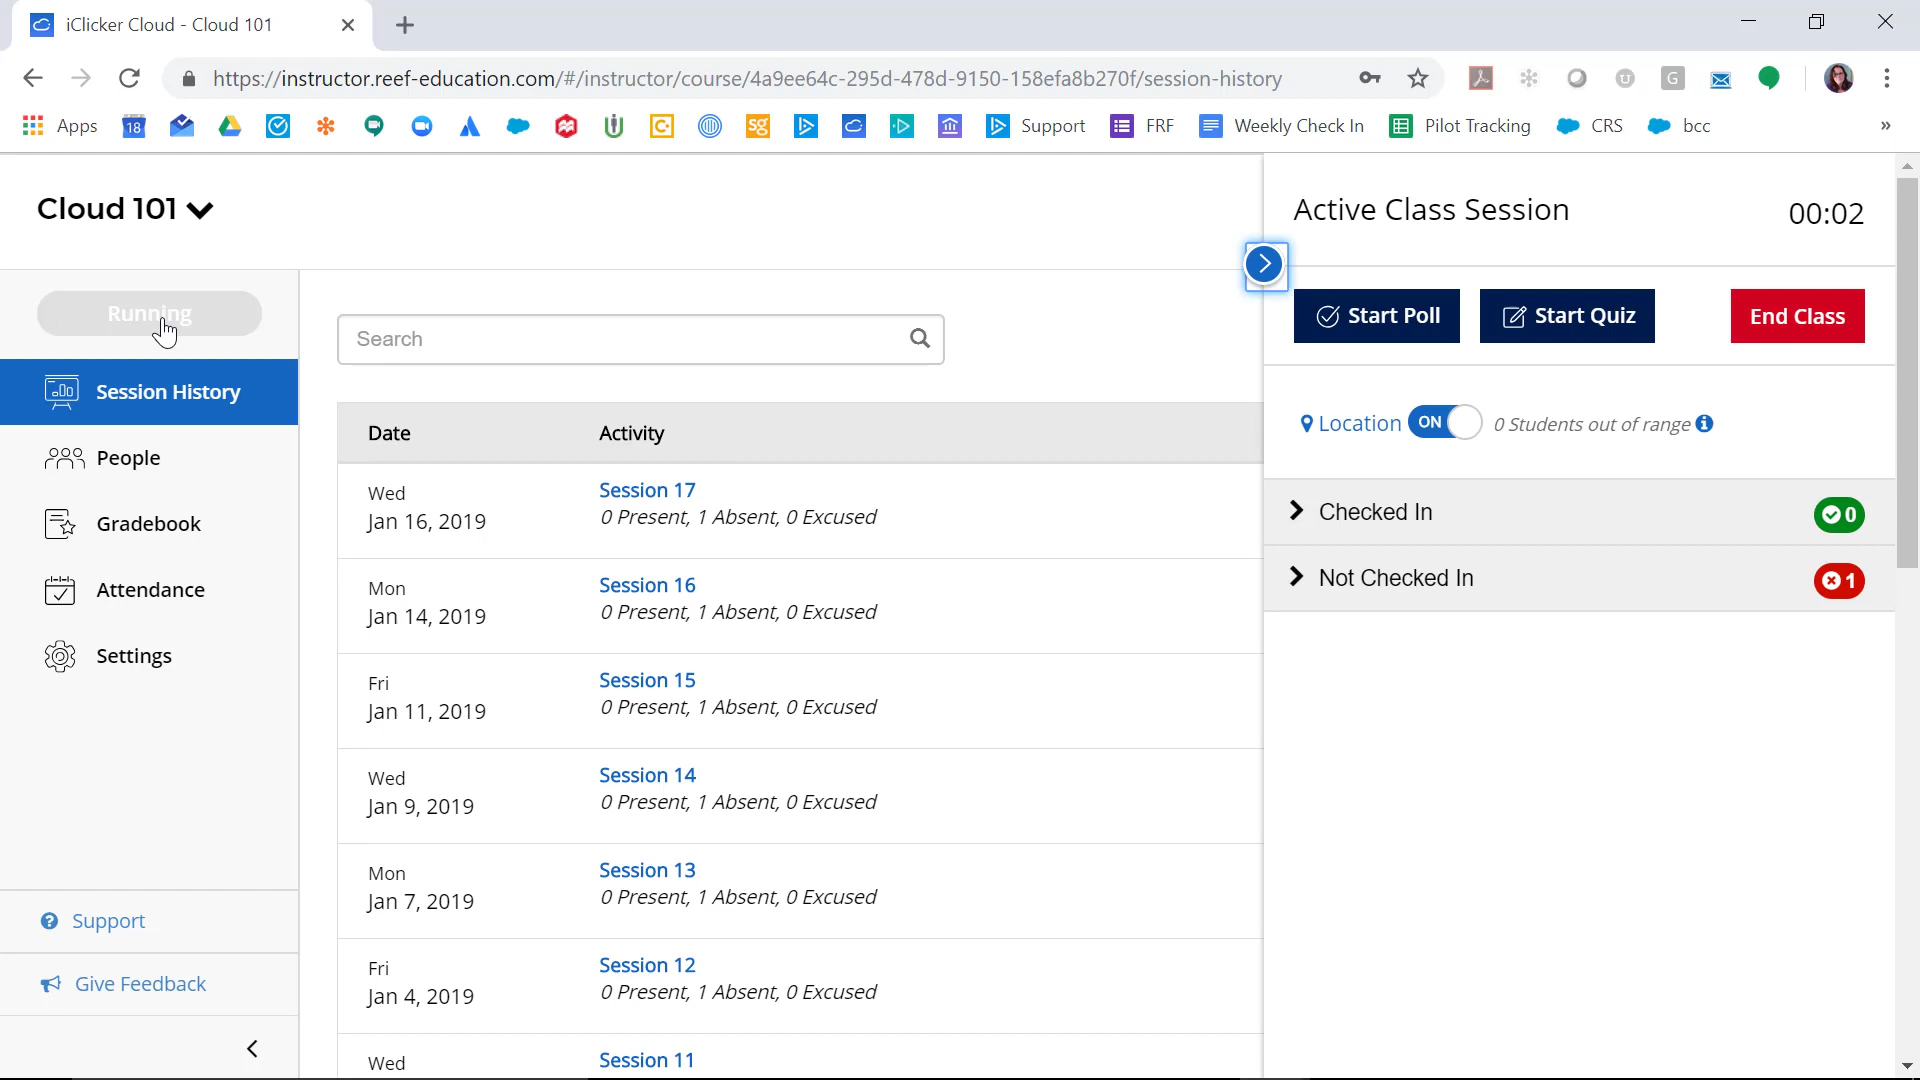 iClicker Cloud - Cloud 101
https://instructor.reef-education.com/#/instructor/course/4a9ee64c-295d-478d-9150-158efa8b270f/session-history
Apps
18
sg
Support
FRF
Weekly Check In
Pilot Tracking
CRS
bcc
»
Cloud 101
Active Class Session
00:02
Running
Start Poll
Start Quiz
End Class
Search
Session History
Location
ON
0 Students out of range
Date
Activity
People
Wed
Jan 16, 2019
Session 17
0 Present, 1 Absent, 0 Excused
Checked In
0
Gradebook
Not Checked In
1
Mon
Jan 14, 2019
Session 16
0 Present, 1 Absent, 0 Excused
Attendance
Settings
Fri
Jan 11, 2019
Session 15
0 Present, 1 Absent, 0 Excused
Wed
Jan 9, 2019
Session 14
0 Present, 1 Absent, 0 Excused
Mon
Jan 7, 2019
Session 13
0 Present, 1 Absent, 0 Excused
Support
Fri
Jan 4, 2019
Session 12
0 Present, 1 Absent, 0 Excused
Give Feedback
Wed
Session 11